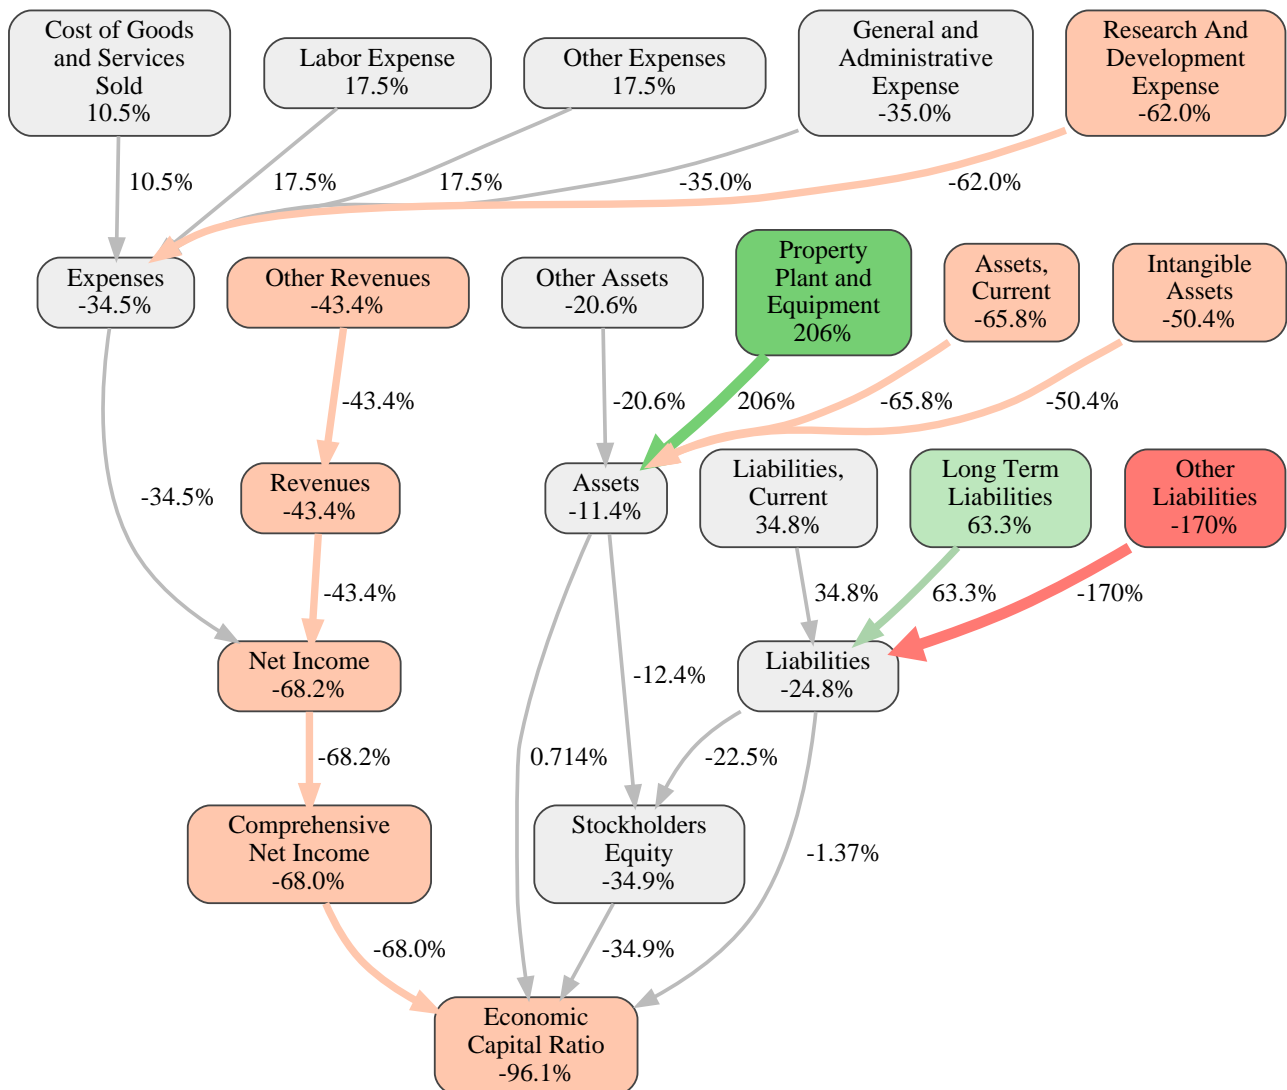 Cost of Goods
and Services
Sold
10.5%
Labor Expense
17.5%
Other Expenses
17.5%
General and
Administrative
Expense
-35.0%
Research And
Development
Expense
-62.0%
10.5%
17.5%
17.5%
-35.0%
-62.0%
Expenses
-34.5%
Other Revenues
-43.4%
Other Assets
-20.6%
Property
Plant and
Equipment
206%
Assets,
Current
-65.8%
Intangible
Assets
-50.4%
-43.4%
-20.6%
206%
-65.8%
-50.4%
-34.5%
Revenues
-43.4%
Assets
-11.4%
Liabilities,
Current
34.8%
Long Term
Liabilities
63.3%
Other
Liabilities
-170%
-43.4%
34.8%
63.3%
-170%
Net Income
-68.2%
-12.4%
Liabilities
-24.8%
-68.2%
0.714%
-22.5%
Comprehensive
Net Income
-68.0%
Stockholders
Equity
-34.9%
-1.37%
-68.0%
-34.9%
Economic
Capital Ratio
-96.1%